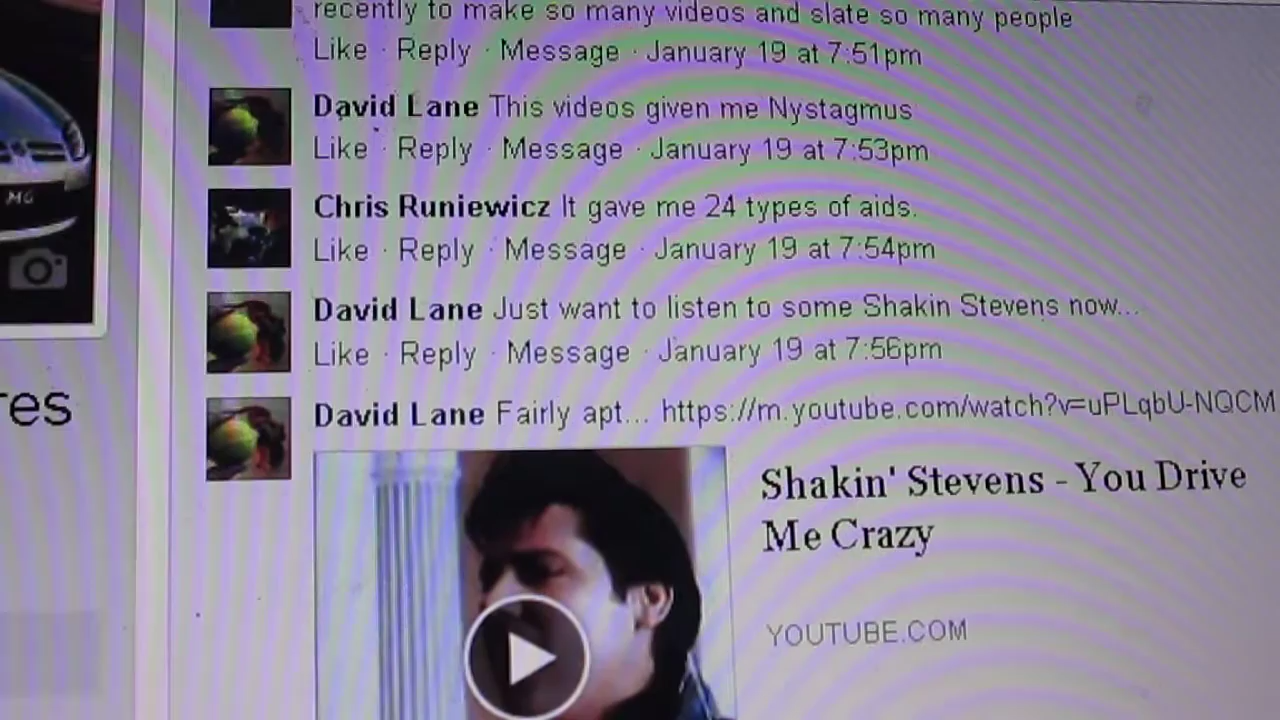 recently to make so many videos and slate so many people
Like · Reply · Message · January 19 at 7:51pm
David Lane This videos given me Nystagmus
Like · Reply · Message · January 19 at 7:53pm
MG
Chris Runiewicz It gave me 24 types of aids.
Like · Reply · Message · January 19 at 7:54pm
David Lane Just want to listen to some Shakin Stevens now...
Like · Reply · Message · January 19 at 7:56pm
res
David Lane Fairly apt... https://m.youtube.com/watch?v=uPLqbU-NQCM
Shakin' Stevens - You Drive
Me Crazy
YOUTUBE.COM